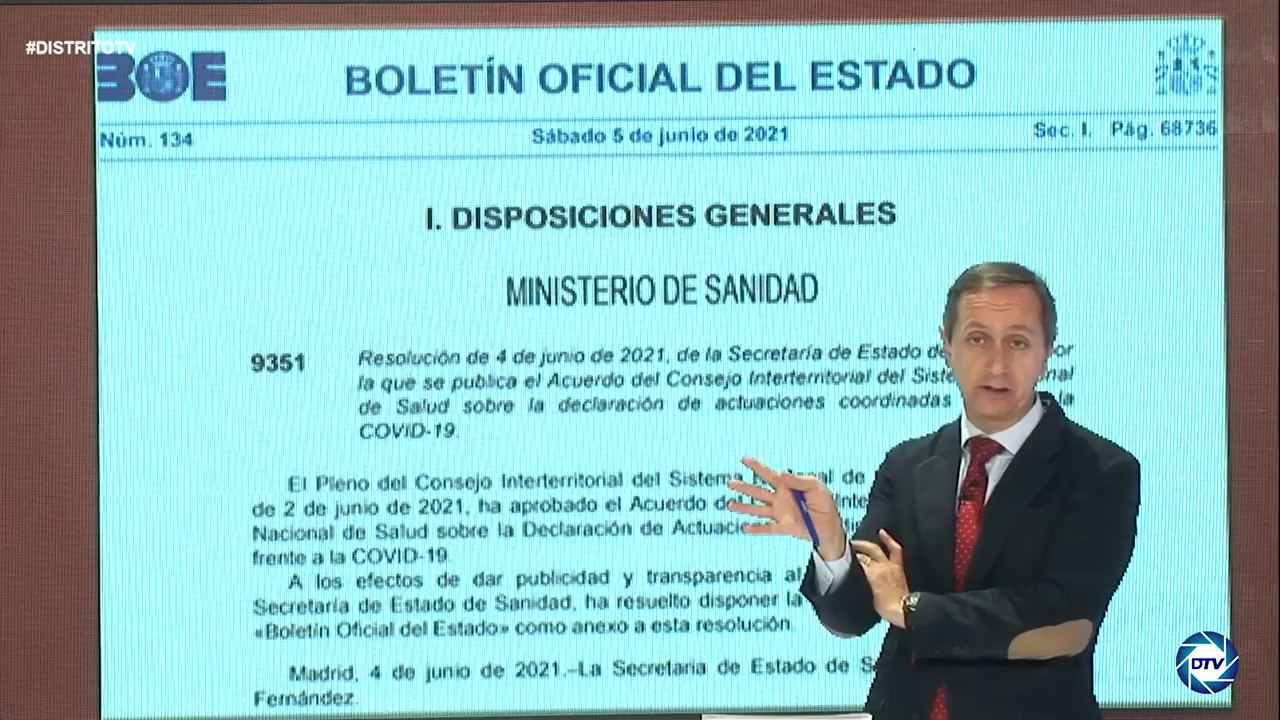 #DISTRITOTV
BOE
BOLETÍN OFICIAL DEL ESTADO
Núm. 134
Sábado 5 de junio de 2021
Sec. I. Pág. 68736
I. DISPOSICIONES GENERALES
MINISTERIO DE SANIDAD
9351
Resolución de 4 de junio de 2021, de la Secretaría de Estado de or
la que se publica el Acuerdo del Consejo Interterritorial del Siste nal
de Salud sobre la declaración de actuaciones coordinadas la
COVID-19.
El Pleno del Consejo Interterritorial del Sistema al de
de 2 de junio de 2021, ha aprobado el Acuerdo del Inte
Nacional de Salud sobre la Declaración de Actuacio
frente a la COVID-19.
A los efectos de dar publicidad y transparencia al
Secretaría de Estado de Sanidad, ha resuelto disponer la
«Boletín Oficial del Estado» como anexo a esta resolución.
Madrid, 4 de junio de 2021.–La Secretaria de Estado de S
Fernández.
DTV